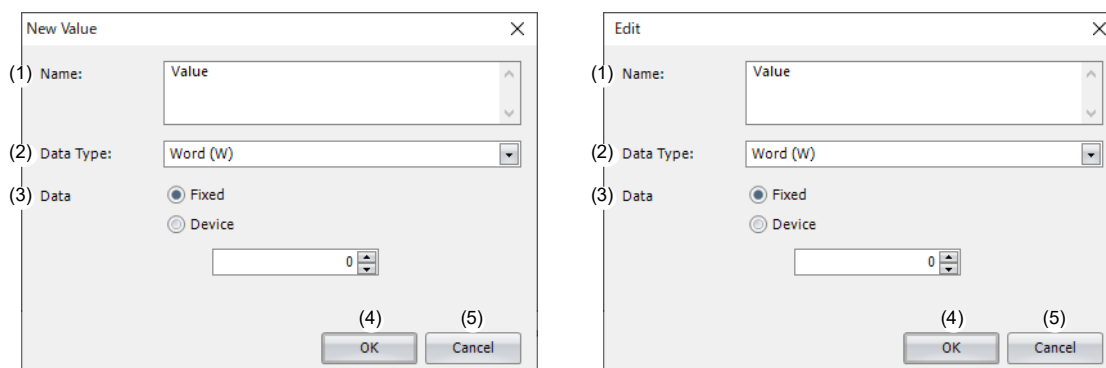 New Value
(1) Name:
Value
(2) Data Type:
Word (W)
(3) Data
Fixed
Device
0
(4)
(5)
OK
Cancel
Edit
(1) Name:
Value
(2) Data Type:
Word (W)
(3) Data
Fixed
Device
0
(4)
(5)
OK
Cancel